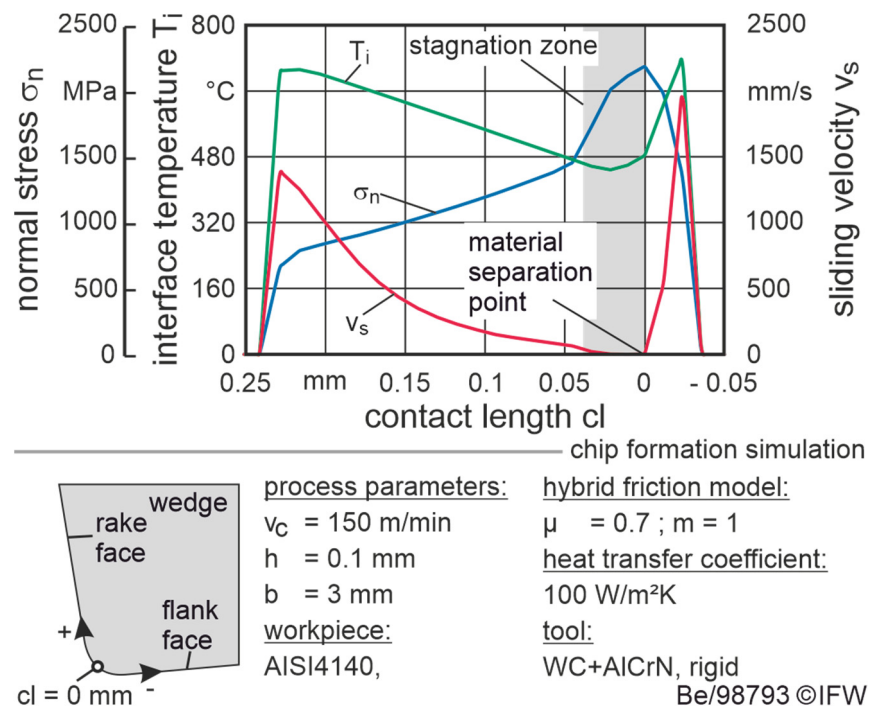 normal stress σn
2500
MPa
1500
1000
500
0
interface temperature Ti
800
°C
480
320
160
0
Ti
stagnation zone
σn
material
separation
point
vs
2500
mm/s
1500
1000
500
0
sliding velocity vs
0.25 mm 0.15 0.1 0.05 0 - 0.05
contact length cl
chip formation simulation
wedge
rake
face
flank
face
+
cl = 0 mm -
process parameters:
vc = 150 m/min
h = 0.1 mm
b = 3 mm
workpiece:
AISI4140,
hybrid friction model:
μ = 0.7 ; m = 1
heat transfer coefficient:
100 W/m²K
tool:
WC+AlCrN, rigid
Be/98793 ©IFW